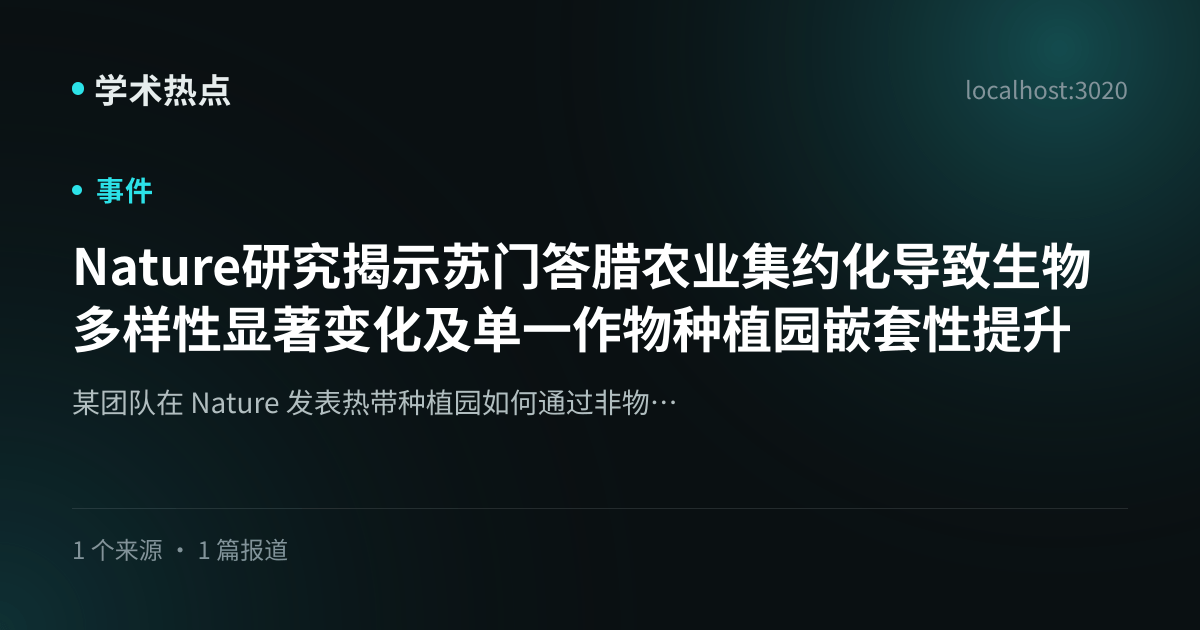 学术热点
localhost:3020
事件
Nature研究揭示苏门答腊农业集约化导致生物
多样性显著变化及单一作物种植园嵌套性提升
某团队在 Nature 发表热带种植园如何通过非物…
1 个来源 · 1 篇报道